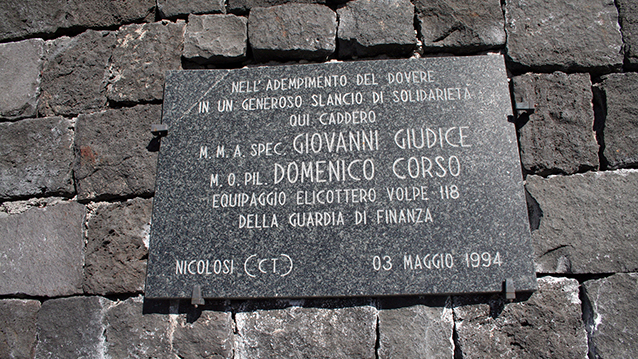 NELL'ADEMPIMENTO DEL DOVERE
IN UN GENEROSO SLANCIO DI SOLIDARIETÀ
QUI CADDERO
M. M. A. SPEC. GIOVANNI GIUDICE
M. O. PIL. DOMENICO CORSO
EQUIPAGGIO ELICOTTERO VOLPE 118
DELLA GUARDIA DI FINANZA
NICOLOSI (CT) 03 MAGGIO 1994